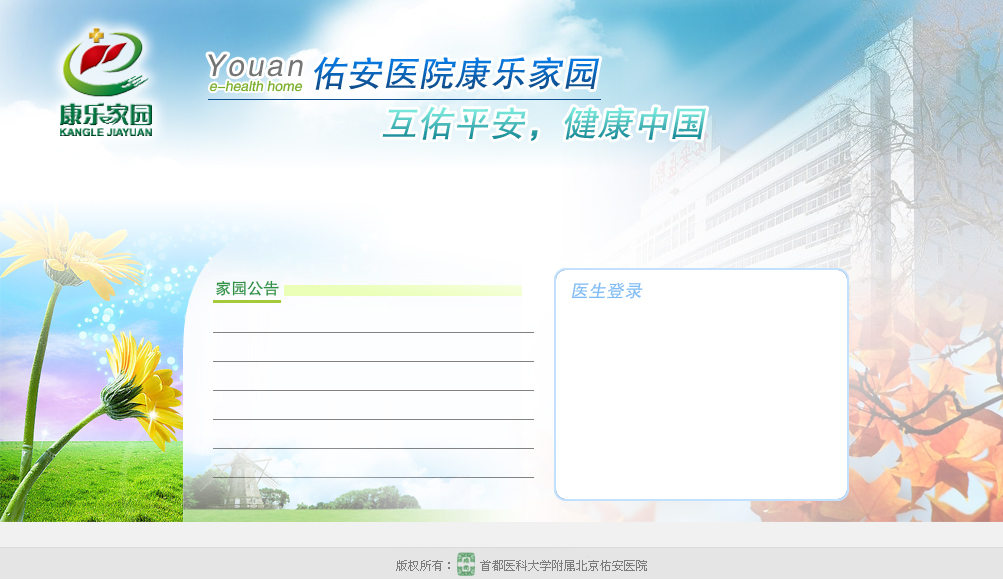 康乐家园
KANGLE JIAYUAN
Youan
e-health home
佑安医院康乐家园
互佑平安，健康中国
家园公告
医生登录
版权所有： 首都医科大学附属北京佑安医院